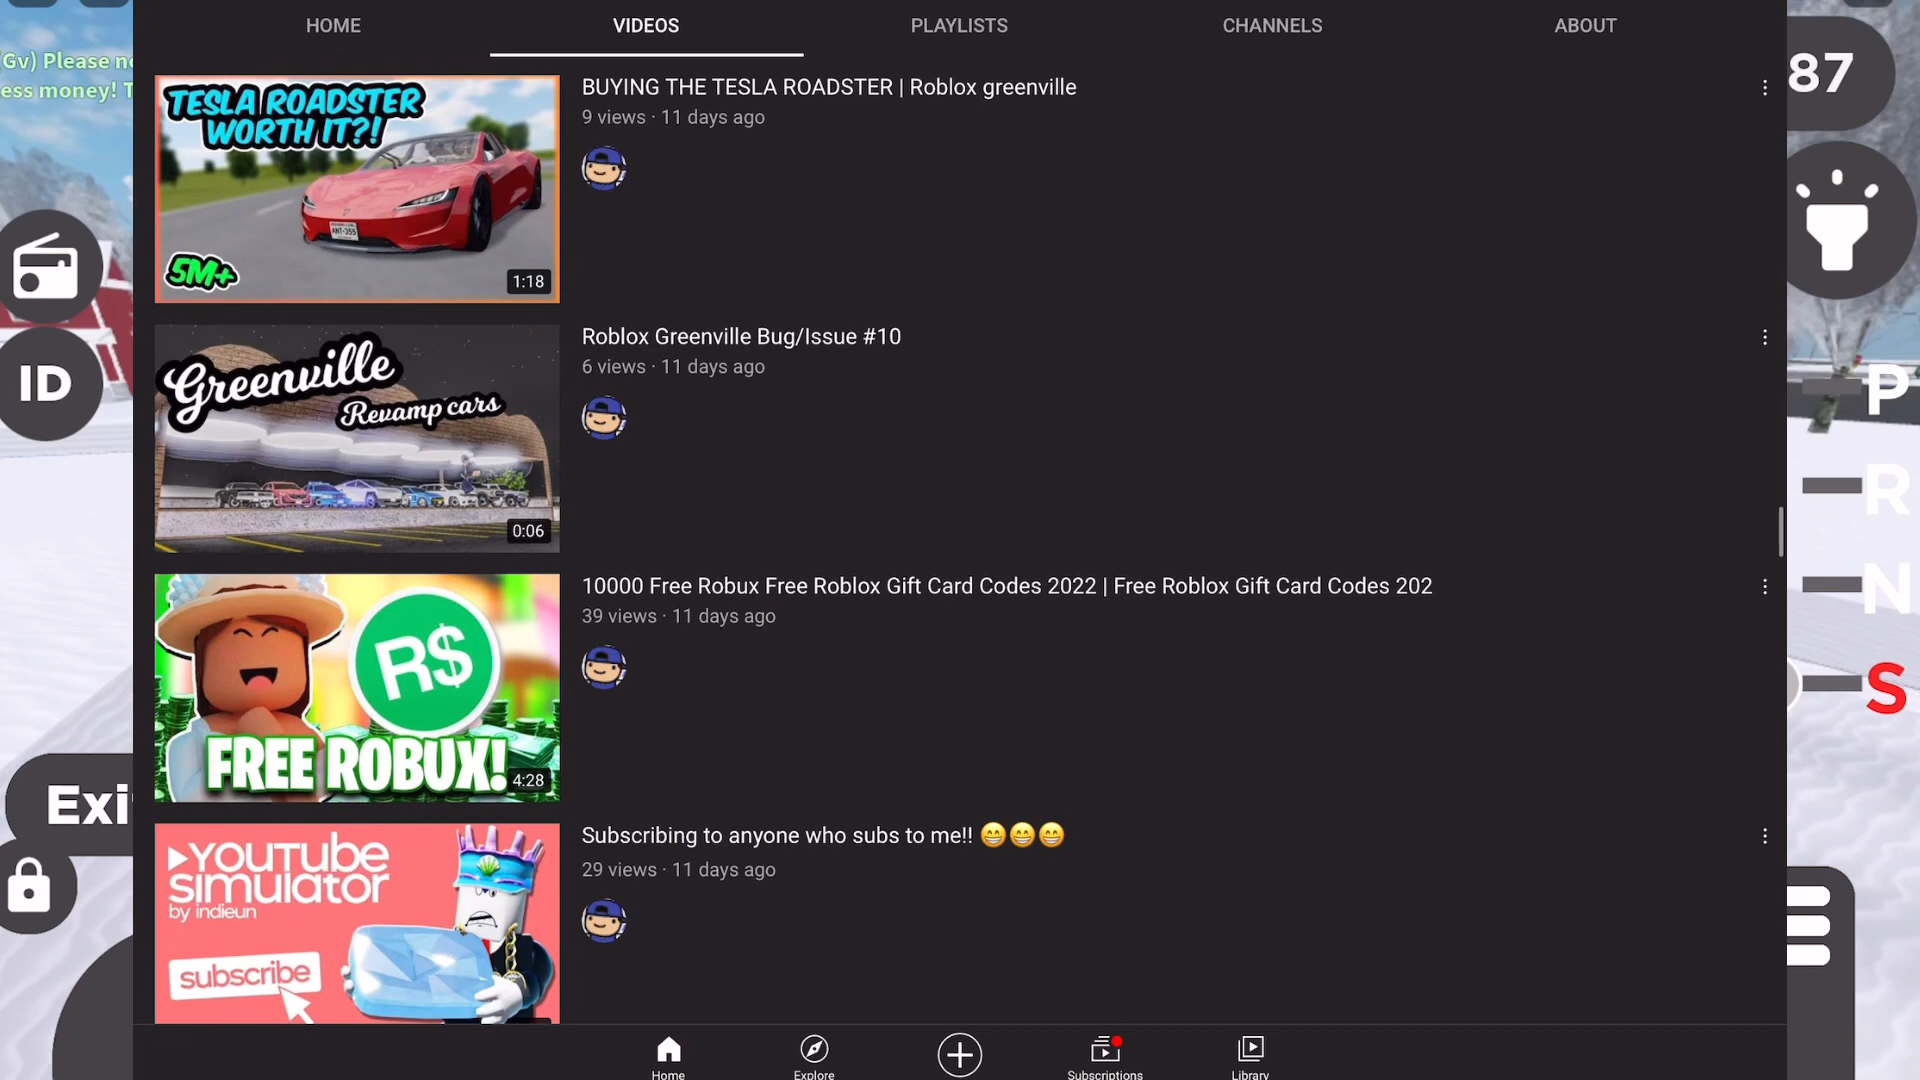 HOME VIDEOS PLAYLISTS CHANNELS ABOUT
Gv) Please n
ess money! T
87
ID
Exi
P
R
N
S
TESLA ROADSTER
WORTH IT?!
ANT-355
5M+
1:18
BUYING THE TESLA ROADSTER | Roblox greenville
9 views · 11 days ago
Greenville
Revamp cars
0:06
Roblox Greenville Bug/Issue #10
6 views · 11 days ago
R$
FREE ROBUX!
4:28
10000 Free Robux Free Roblox Gift Card Codes 2022 | Free Roblox Gift Card Codes 202
39 views · 11 days ago
YOUTUBE
simulator
by indieun
subscribe
Subscribing to anyone who subs to me!! 😁😁😁
29 views · 11 days ago
Home Explore Subscriptions Library